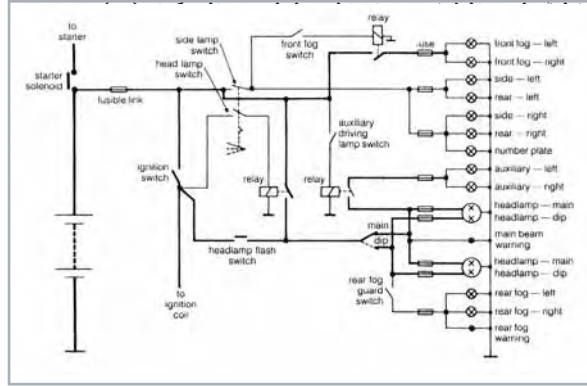 to
starter
starter
solenoid
fusible link
side lamp
switch
head lamp
switch
ignition
switch
relay
front fog
switch
relay
-use
auxiliary
driving
lamp switch
relay
headlamp flash
switch
main
dip
rear fog
guard
switch
to
ignition
coil
front fog — left
front fog — right
side — left
rear — left
side — right
rear — right
number plate
auxiliary — left
auxiliary — right
headlamp — main
headlamp — dip
main beam
warning
headlamp — main
headlamp — dip
rear fog — left
rear fog — right
rear fog
warning